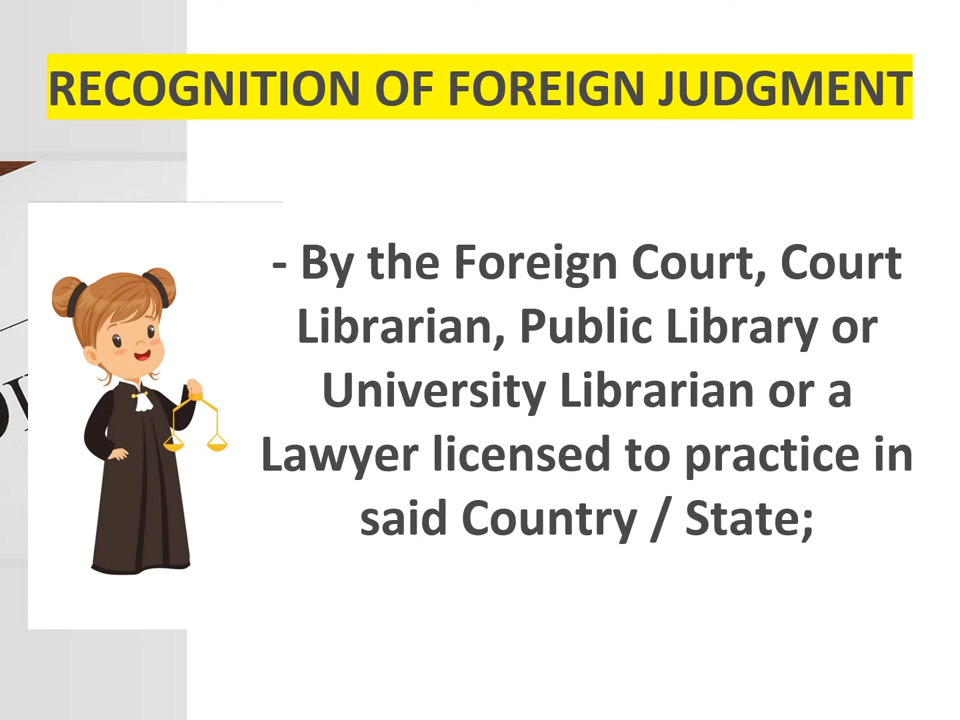 RECOGNITION OF FOREIGN JUDGMENT
- By the Foreign Court, Court
Librarian, Public Library or
University Librarian or a
Lawyer licensed to practice in
said Country / State;